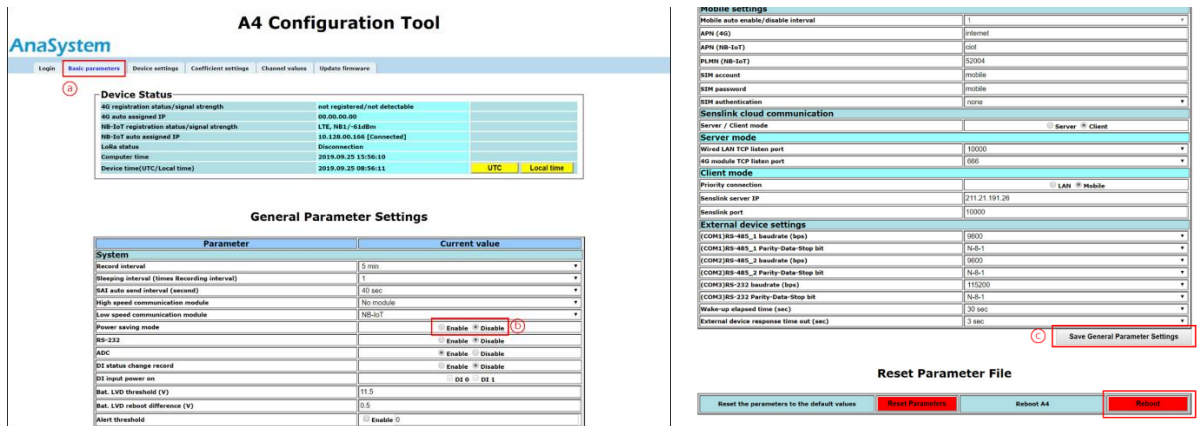 A4 Configuration Tool
AnaSystem
Login Basic parameters Device settings Coefficient settings Channel values Update firmware
a
Device Status
4G registration status/signal strength not registered/not detectable
4G auto assigned IP 00.00.00.00
NB-IoT registration status/signal strength LTE, NB1/-61dBm
NB-IoT auto assigned IP 10.128.00.166 [Connected]
LoRa status Disconnection
Computer time 2019.09.25 15:56:10
Device time(UTC/Local time) 2019.09.25 08:56:11 UTC Local time
General Parameter Settings
Parameter Current value
System
Record interval 5 min
Sleeping interval (times Recording interval) 1
SAI auto send interval (second) 40 sec
High speed communication module No module
Low speed communication module NB-IoT
Power saving mode Enable Disable b
RS-232 Enable Disable
ADC Enable Disable
DI status change record Enable Disable
DI input power on DI 0 DI 1
Bat. LVD threshold (V) 11.5
Bat. LVD reboot difference (V) 0.5
Alert threshold Enable 0
Mobile settings
Mobile auto enable/disable interval 1
APN (4G) internet
APN (NB-IoT) ciot
PLMN (NB-IoT) 52004
SIM account mobile
SIM password mobile
SIM authentication none
Senslink cloud communication
Server / Client mode Server Client
Server mode
Wired LAN TCP listen port 10000
4G module TCP listen port 666
Client mode
Priority connection LAN Mobile
Senslink server IP 211.21.191.26
Senslink port 10000
External device settings
(COM1)RS-485_1 baudrate (bps) 9600
(COM1)RS-485_1 Parity-Data-Stop bit N-8-1
(COM2)RS-485_2 baudrate (bps) 9600
(COM3)RS-485_2 Parity-Data-Stop bit N-8-1
(COM3)RS-232 baudrate (bps) 115200
(COM3)RS-232 Parity-Data-Stop bit N-8-1
Wake-up elapsed time (sec) 30 sec
External device response time out (sec) 3 sec
c Save General Parameter Settings
Reset Parameter File
Reset the parameters to the default values Reset Parameters Reboot A4 Reboot